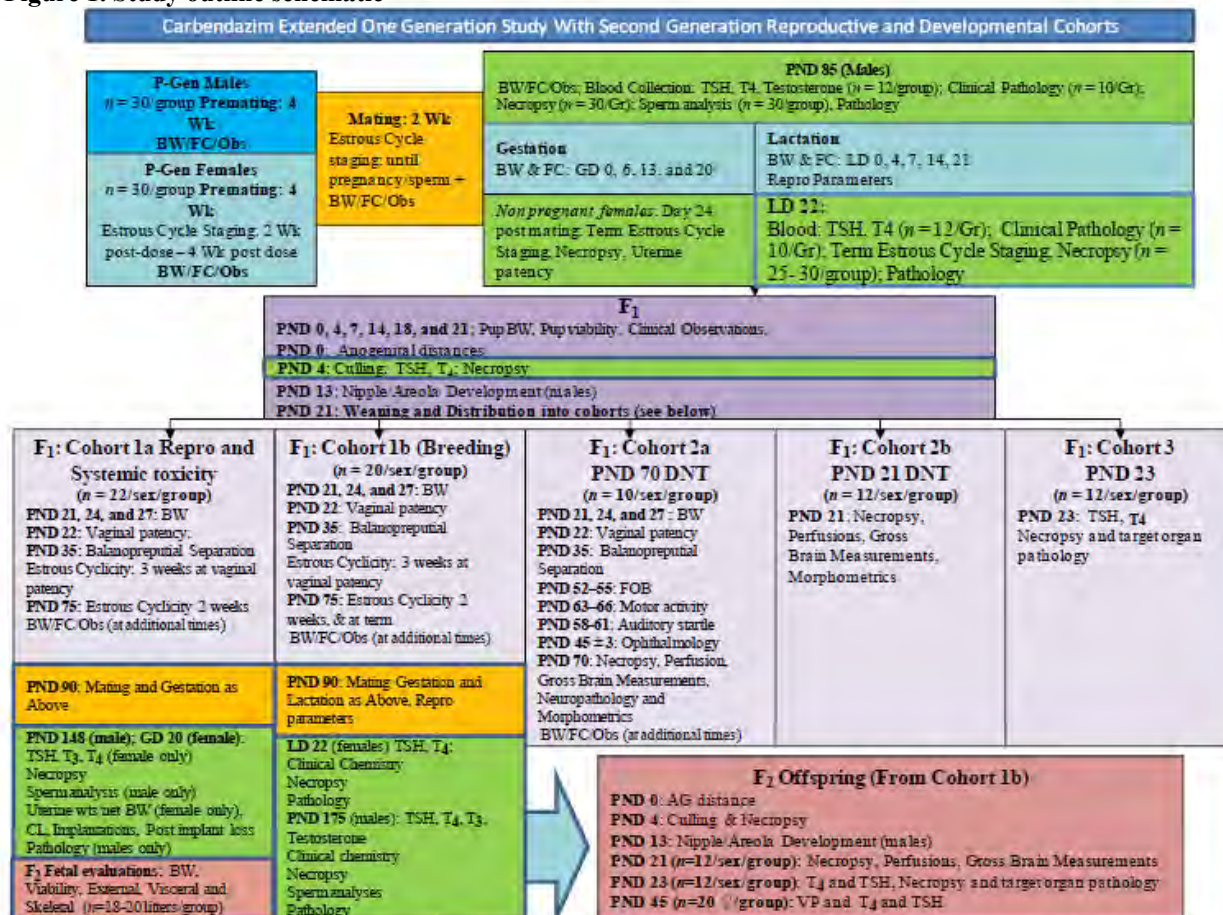 Figure 1. Study outline schematic
Carbendazim Extended One Generation Study With Second Generation Reproductive and Developmental Cohorts
P-Gen Males
n = 30/group Premating: 4
Wk
BW/FC/Obs
P-Gen Females
n = 30/group Premating: 4
Wk
Estrous Cycle Staging: 2 Wk
post-dose – 4 Wk post dose
BW/FC/Obs
Mating: 2 Wk
Estrous Cycle
staging: until
pregnancy/sperm +
BW/FC/Obs
PND 85 (Males)
BW/FC/Obs; Blood Collection: TSH, T4, Testosterone (n = 12/group); Clinical Pathology (n = 10/Gr);
Necropsy (n = 30/Gr); Sperm analysis (n = 30/group), Pathology
Gestation
BW & FC: GD 0, 6, 13, and 20
Lactation
BW & FC: LD 0, 4, 7, 14, 21
Repro Parameters
Nonpregnant females: Day 24
post mating: Term Estrous Cycle
Staging, Necropsy, Uterine
patency
LD 22:
Blood: TSH, T4 (n = 12/Gr); Clinical Pathology (n =
10/Gr); Term Estrous Cycle Staging, Necropsy (n =
25- 30/group); Pathology
F1
PND 0, 4, 7, 14, 18, and 21: Pup BW, Pup viability, Clinical Observations,
PND 0: Anogenital distances
PND 4: Culling: TSH, T4: Necropsy
PND 13: Nipple/Areola Development (males)
PND 21: Weaning and Distribution into cohorts (see below)
F1: Cohort 1a Repro and
Systemic toxicity
(n = 22/sex/group)
PND 21, 24, and 27: BW
PND 22: Vaginal patency,
PND 35: Balanopreputial Separation
Estrous Cyclicity: 3 weeks at vaginal
patency
PND 75: Estrous Cyclicity 2 weeks
BW/FC/Obs (at additional times)
PND 90: Mating and Gestation as
Above
PND 148 (male); GD 20 (female):
TSH, T3, T4 (female only)
Necropsy
Sperm analysis (male only)
Uterine wts net BW (female only),
CL, Implantations, Post implant loss
Pathology (males only)
F2 Fetal evaluations: BW,
Viability, External, Visceral and
Skeletal (n=18-20 litters/group)
F1: Cohort 1b (Breeding)
(n = 20/sex/group)
PND 21, 24, and 27: BW
PND 22: Vaginal patency
PND 35: Balanopreputial
Separation
Estrous Cyclicity: 3 weeks at
vaginal patency
PND 75: Estrous Cyclicity 2
weeks, & at term
BW/FC/Obs (at additional times)
PND 90: Mating Gestation and
Lactation as Above, Repro
parameters
LD 22 (females) TSH, T4:
Clinical Chemistry
Necropsy
Pathology
PND 175 (males): TSH, T4, T3,
Testosterone
Clinical chemistry
Necropsy
Sperm analyses
Pathology
F1: Cohort 2a
PND 70 DNT
(n = 10/sex/group)
PND 21, 24, and 27 : BW
PND 22: Vaginal patency
PND 35: Balanopreputial
Separation
PND 52–55: FOB
PND 63–66: Motor activity
PND 58-61: Auditory startle
PND 45 ± 3: Ophthalmology
PND 70: Necropsy, Perfusion,
Gross Brain Measurements,
Neuropathology and
Morphometrics
BW/FC/Obs (at additional times)
F1: Cohort 2b
PND 21 DNT
(n = 12/sex/group)
PND 21: Necropsy,
Perfusions, Gross
Brain Measurements,
Morphometrics
F1: Cohort 3
PND 23
(n = 12/sex/group)
PND 23: TSH, T4
Necropsy and target organ
pathology
F2 Offspring (From Cohort 1b)
PND 0: AG distance
PND 4: Culling & Necropsy
PND 13: Nipple/Areola Development (males)
PND 21 (n=12/sex/group): Necropsy, Perfusions, Gross Brain Measurements
PND 23 (n=12/sex/group): T4 and TSH, Necropsy and target organ pathology
PND 45 (n=20 ♀/group): VP and T4 and TSH